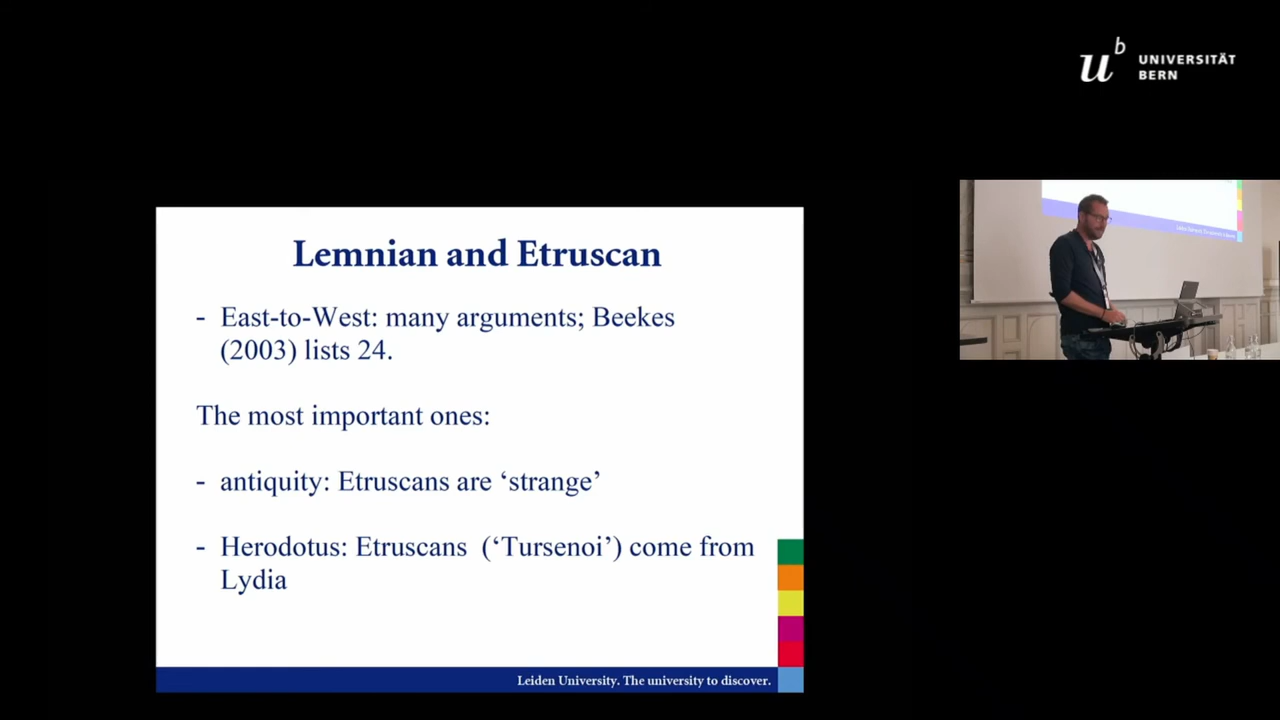 u b UNIVERSITÄT
BERN
Lemnian and Etruscan
- East-to-West: many arguments; Beekes
(2003) lists 24.
The most important ones:
- antiquity: Etruscans are ‘strange’
- Herodotus: Etruscans (‘Tursenoi’) come from
Lydia
Leiden University. The university to discover.